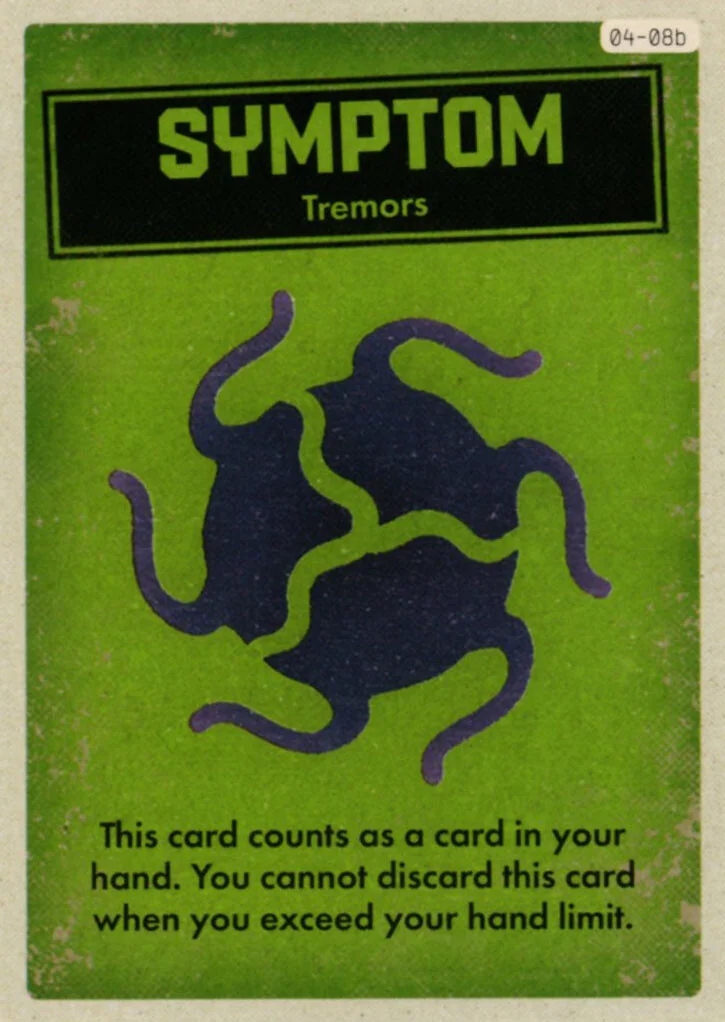 04-08b
SYMPTOM
Tremors
This card counts as a card in your
hand. You cannot discard this card
when you exceed your hand limit.